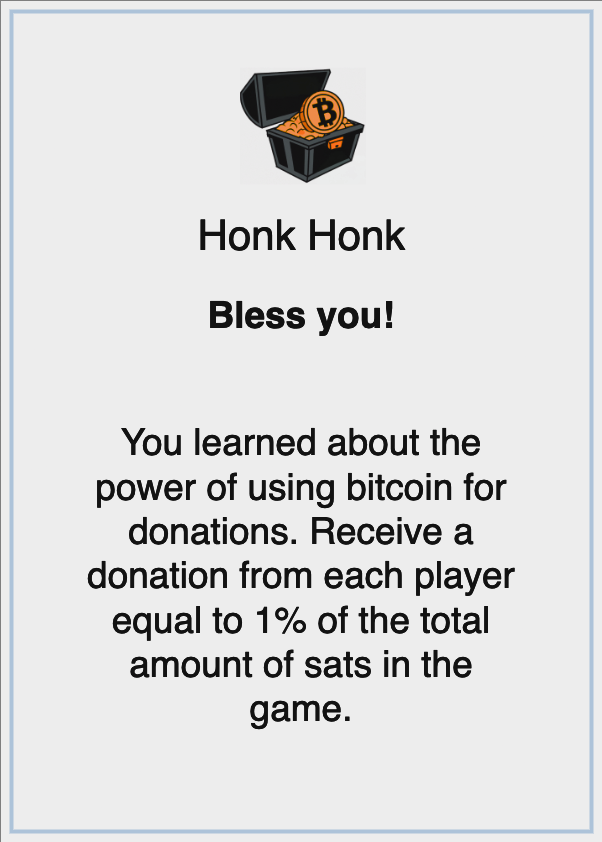 Honk Honk
Bless you!
You learned about the
power of using bitcoin for
donations. Receive a
donation from each player
equal to 1% of the total
amount of sats in the
game.